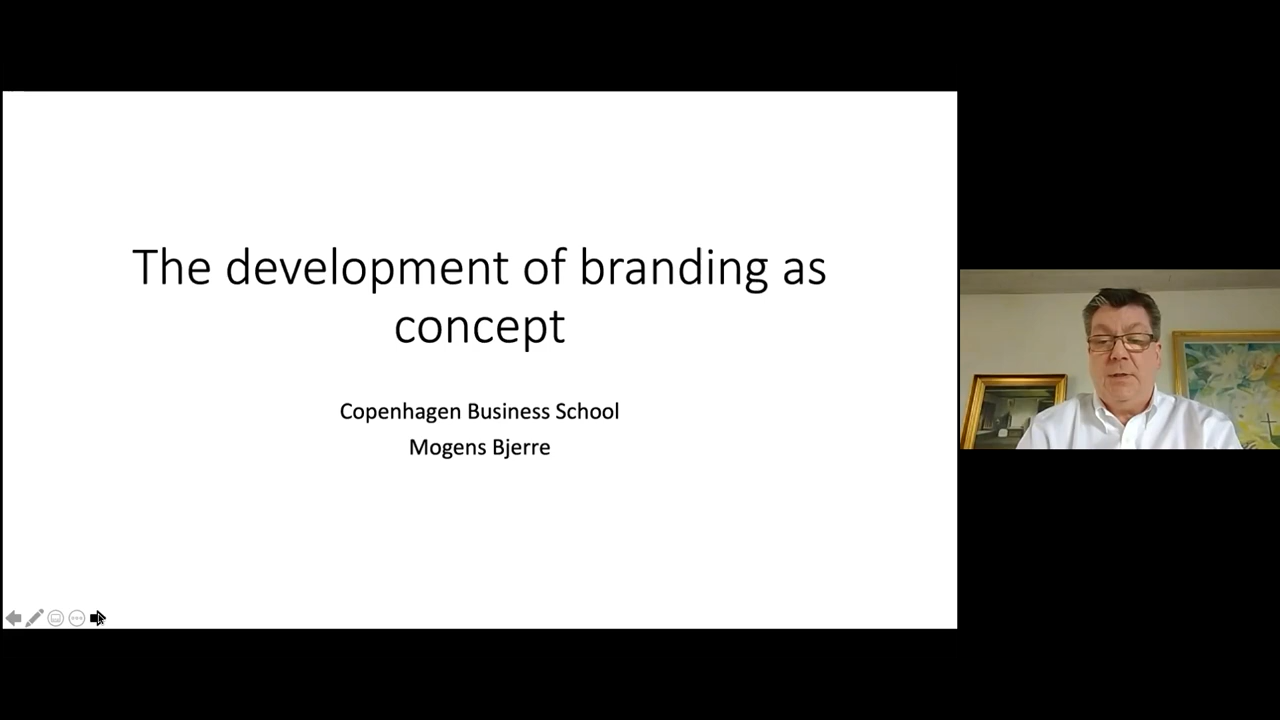 The development of branding as
concept
Copenhagen Business School
Mogens Bjerre